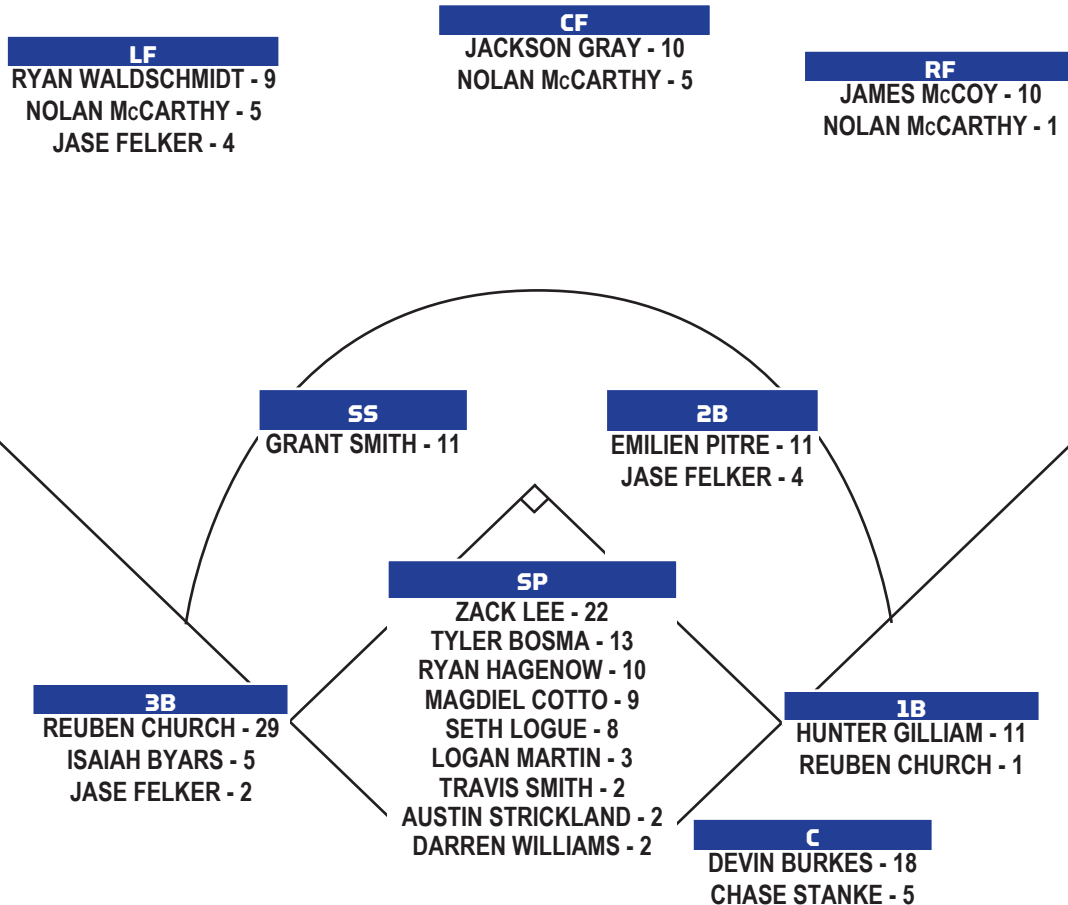 LF
RYAN WALDSCHMIDT - 9
NOLAN McCARTHY - 5
JASE FELKER - 4
CF
JACKSON GRAY - 10
NOLAN McCARTHY - 5
RF
JAMES McCOY - 10
NOLAN McCARTHY - 1
SS
GRANT SMITH - 11
2B
EMILIEN PITRE - 11
JASE FELKER - 4
SP
ZACK LEE - 22
TYLER BOSMA - 13
RYAN HAGENOW - 10
MAGDIEL COTTO - 9
SETH LOGUE - 8
LOGAN MARTIN - 3
TRAVIS SMITH - 2
AUSTIN STRICKLAND - 2
DARREN WILLIAMS - 2
3B
REUBEN CHURCH - 29
ISAIAH BYARS - 5
JASE FELKER - 2
1B
HUNTER GILLIAM - 11
REUBEN CHURCH - 1
C
DEVIN BURKES - 18
CHASE STANKE - 5